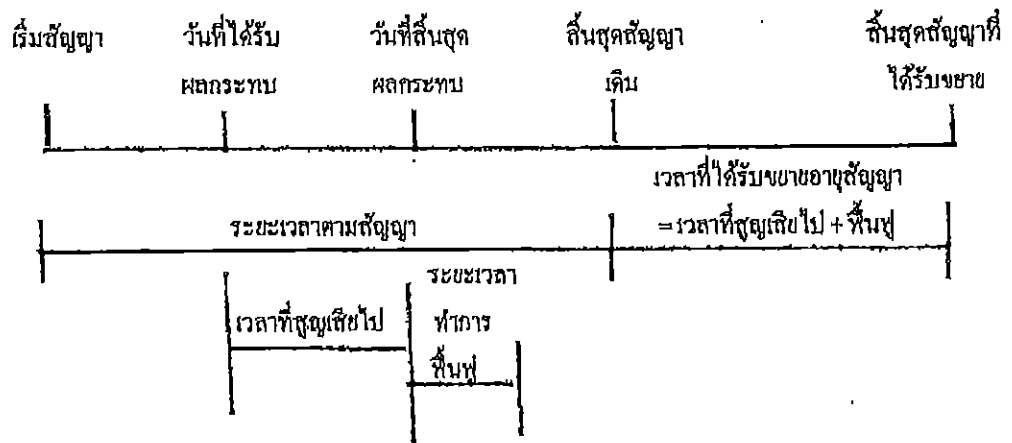 เริ่มสัญญา วันที่ได้รับ วันที่สิ้นสุด สิ้นสุดสัญญา สิ้นสุดสัญญาที่
ผลกระทบ ผลกระทบ เดิม ได้รับขยาย
เวลาที่ได้รับขยายอายุสัญญา
ระยะเวลาตามสัญญา =เวลาที่สูญเสียไป + ฟื้นฟู
ระยะเวลา
เวลาที่สูญเสียไป ทำการ
ฟื้นฟู